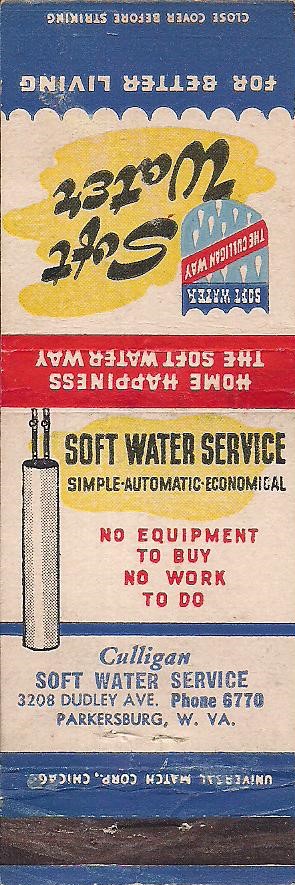 CLOSE COVER BEFORE STRIKING
FOR BETTER LIVING
Soft
Water
SOFT WATER
THE CULLIGAN WAY
HOME HAPPINESS
THE SOFT WATER WAY
SOFT WATER SERVICE
SIMPLE-AUTOMATIC-ECONOMICAL
NO EQUIPMENT
TO BUY
NO WORK
TO DO
Culligan
SOFT WATER SERVICE
3208 DUDLEY AVE. Phone 6770
PARKERSBURG, W. VA.
UNIVERSAL MATCH CORP., CHICAGO